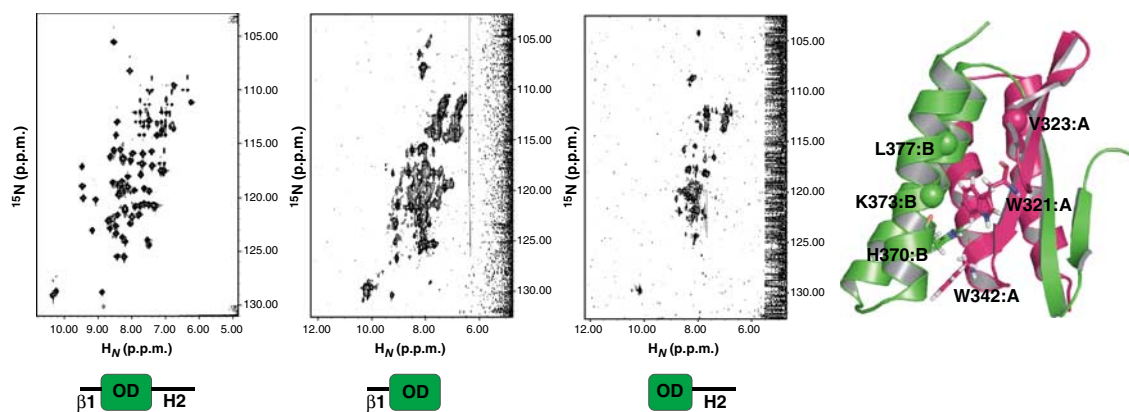 105.00
110.00
115.00
120.00
125.00
130.00
¹⁵N (p.p.m.)
10.00 9.00 8.00 7.00 6.00 5.00
H_N (p.p.m.)
β1 OD H2
105.00
110.00
115.00
120.00
125.00
130.00
¹⁵N (p.p.m.)
12.00 10.00 8.00 6.00
H_N (p.p.m.)
β1 OD
105.00
110.00
115.00
120.00
125.00
130.00
¹⁵N (p.p.m.)
12.00 10.00 8.00 6.00
H_N (p.p.m.)
OD H2
V323:A
L377:B
K373:B
W321:A
H370:B
W342:A